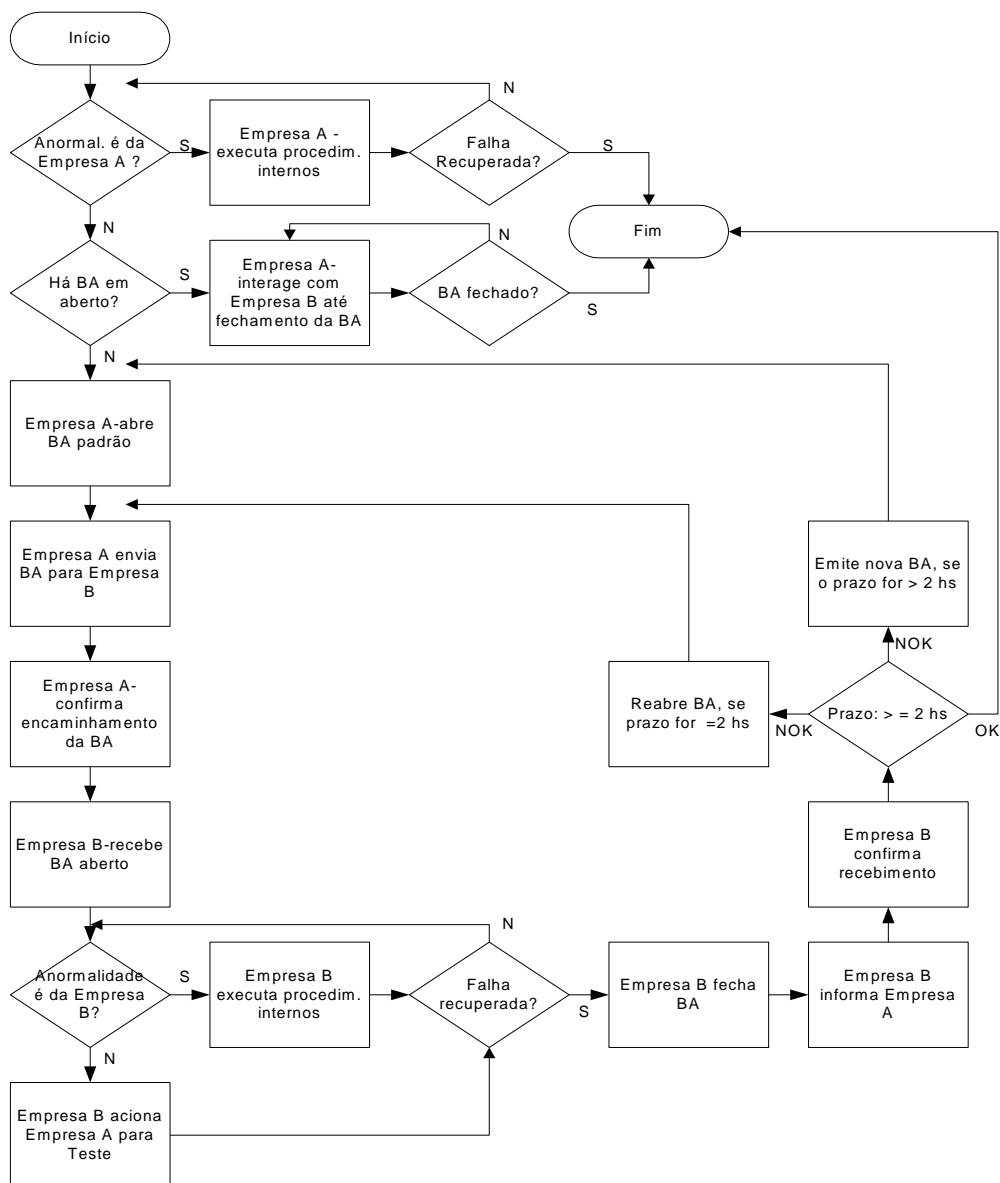 Início
N
Anormal. é da
Empresa A ?
S
Empresa A -
executa procedim.
internos
Falha
Recuperada?
S
N
Fim
Há BA em
aberto?
S
Empresa A-
interage com
Empresa B até
fechamento da BA
N
BA fechado?
S
N
Empresa A-abre
BA padrão
Empresa A envia
BA para Empresa
B
Emite nova BA, se
o prazo for > 2 hs
NOK
Empresa A-
confirma
encaminhamento
da BA
Reabre BA, se
prazo for =2 hs
NOK
Prazo: > = 2 hs
OK
Empresa B-recebe
BA aberto
Empresa B
confirma
recebimento
N
Anormalidade
é da Empresa
B?
S
Empresa B
executa procedim.
internos
Falha
recuperada?
S
Empresa B fecha
BA
Empresa B
informa Empresa
A
N
Empresa B aciona
Empresa A para
Teste